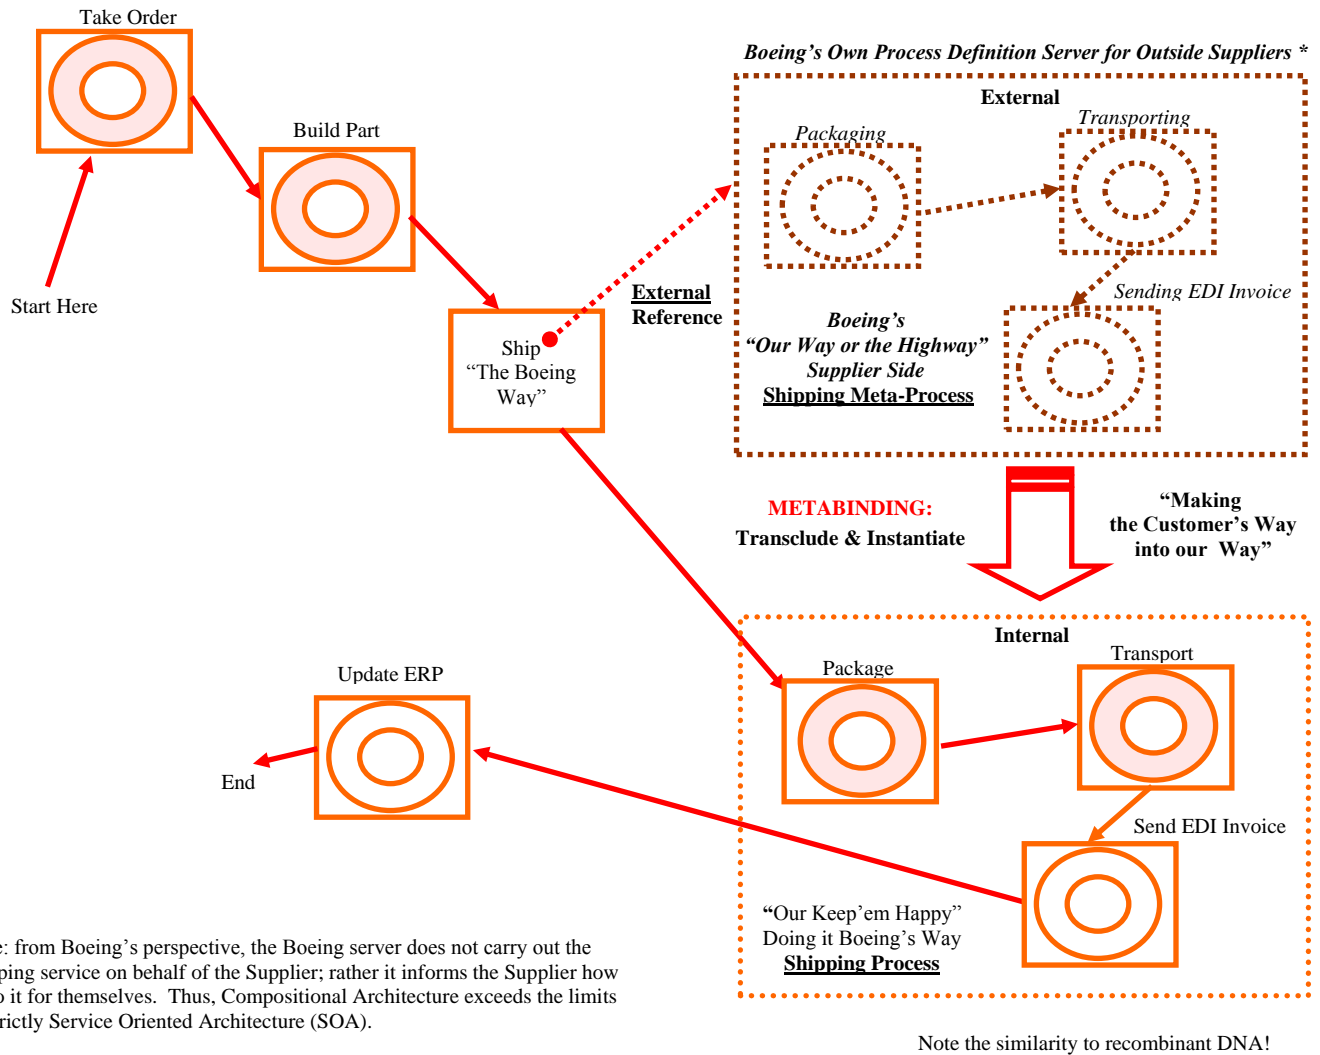 Take Order
Boeing's Own Process Definition Server for Outside Suppliers *
External
Packaging
Transporting
Build Part
Start Here
External
Reference
Sending EDI Invoice
Ship
“The Boeing
Way”
Boeing's
“Our Way or the Highway”
Supplier Side
Shipping Meta-Process
METABINDING:
Transclude & Instantiate
“Making
the Customer's Way
into our Way”
Internal
Package
Transport
Update ERP
End
Send EDI Invoice
“Our Keep'em Happy”
Doing it Boeing's Way
Shipping Process
e: from Boeing's perspective, the Boeing server does not carry out the
ping service on behalf of the Supplier; rather it informs the Supplier how
o it for themselves. Thus, Compositional Architecture exceeds the limits
rictly Service Oriented Architecture (SOA).
Note the similarity to recombinant DNA!